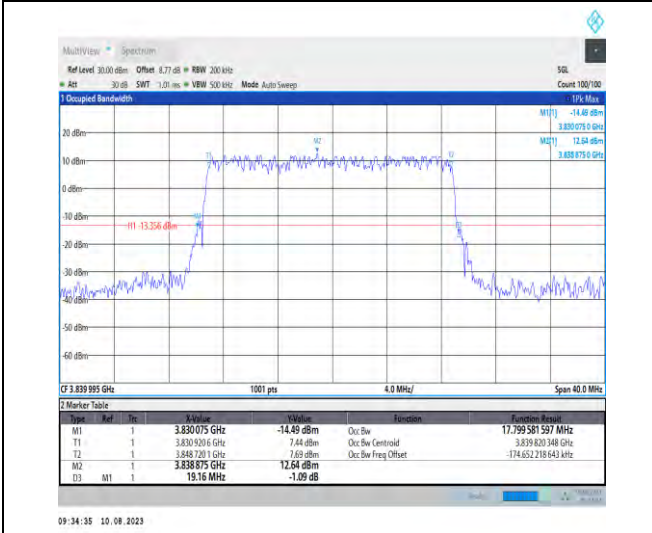 MultiView Spectrum
Ref Level 30.00 dBm Offset 8.77 dB RBW 200 kHz SGL
Att 30 dB SWT 1.01 ms VBW 500 kHz Mode Auto Sweep Count 100/100
1 Occupied Bandwidth 1Pk Max
M1[1] -14.49 dBm
3.830 075 0 GHz
M2[1] 12.64 dBm
3.838 875 0 GHz
20 dBm
M2
T1 T2
10 dBm
0 dBm
-10 dBm
H1 -13.356 dBm
-20 dBm
-30 dBm
-40 dBm
-50 dBm
-60 dBm
CF 3.839 995 GHz 1001 pts 4.0 MHz/ Span 40.0 MHz
2 Marker Table
Type Ref Trc X-Value Y-Value Function Function Result
M1 1 3.830 075 GHz -14.49 dBm Occ Bw 17.799 581 597 MHz
T1 1 3.830 920 6 GHz 7.44 dBm Occ Bw Centroid 3.839 820 348 GHz
T2 1 3.848 720 1 GHz 7.69 dBm Occ Bw Freq Offset -174.652 218 643 kHz
M2 1 3.838 875 GHz 12.64 dBm
D3 M1 1 19.16 MHz -1.09 dB
09:34:35 10.08.2023